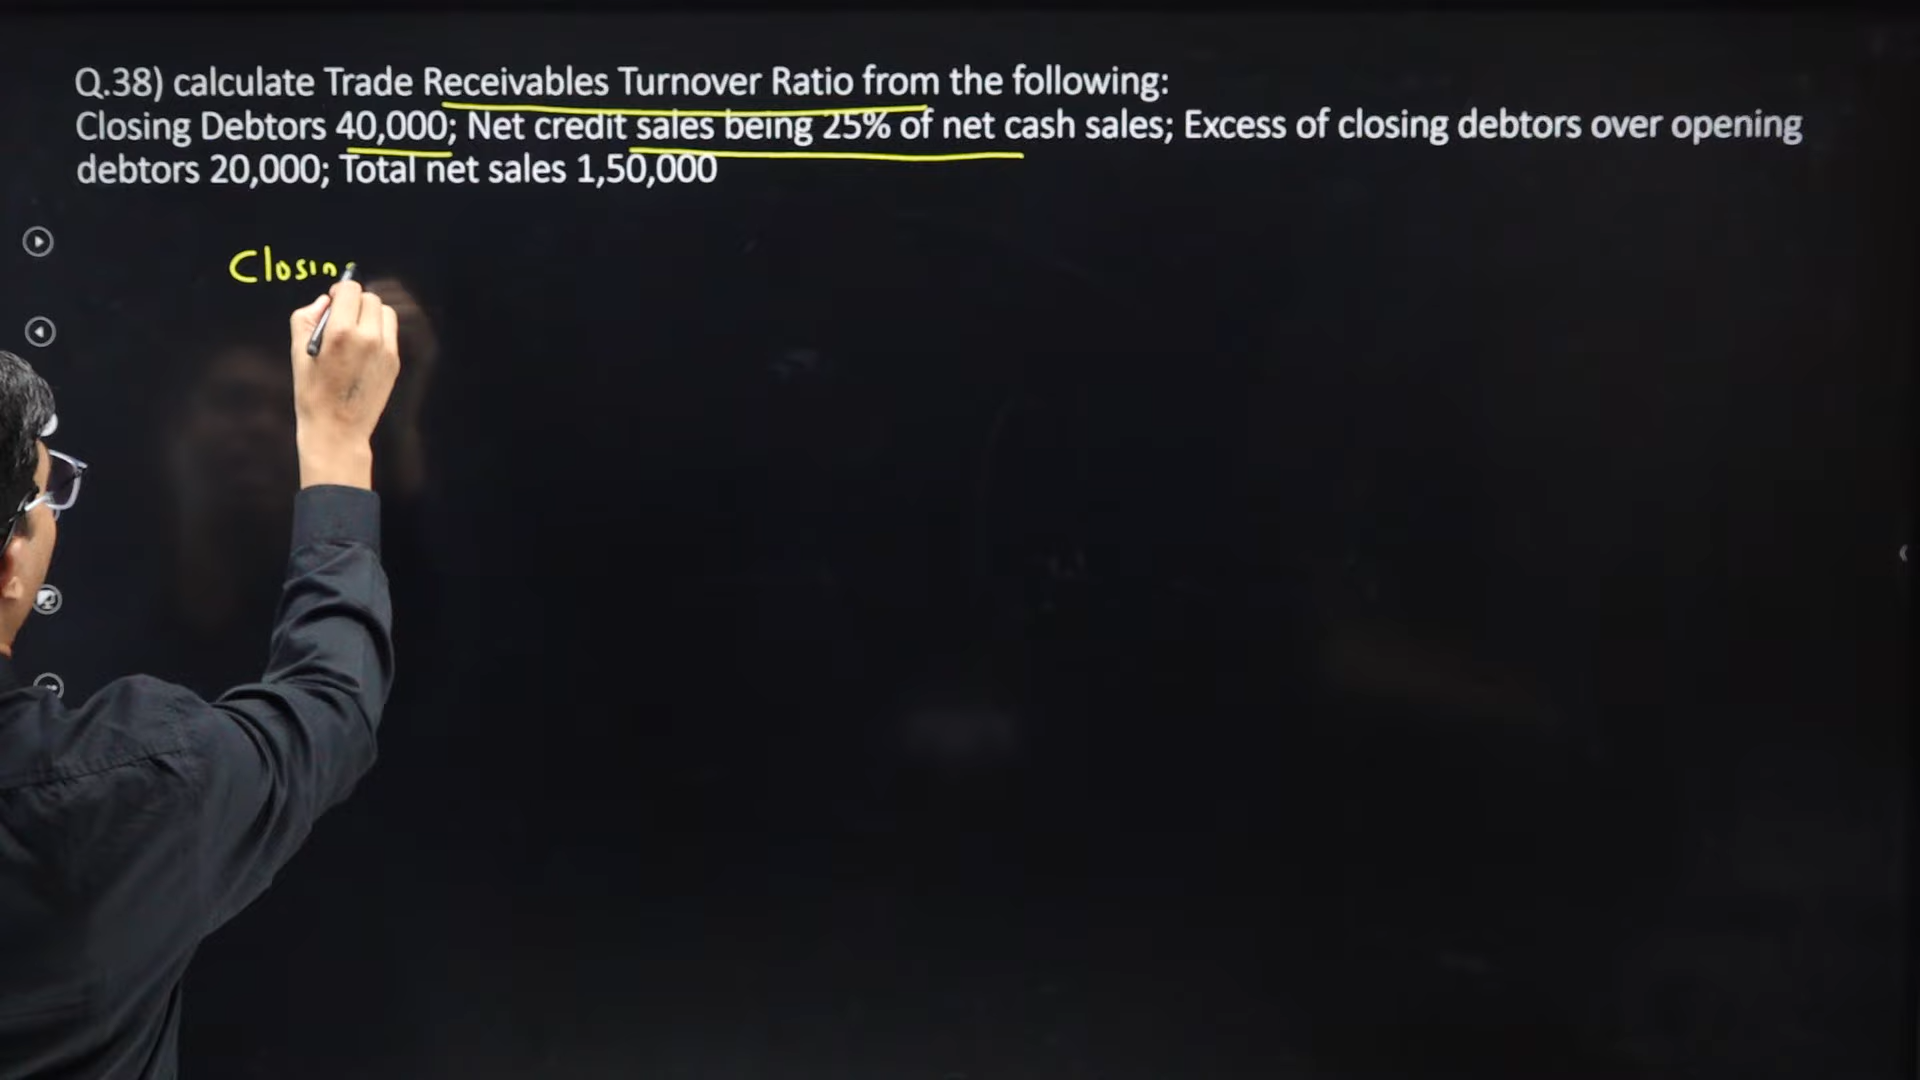 Q.38) calculate Trade Receivables Turnover Ratio from the following:
Closing Debtors 40,000; Net credit sales being 25% of net cash sales; Excess of closing debtors over opening
debtors 20,000; Total net sales 1,50,000
Closin